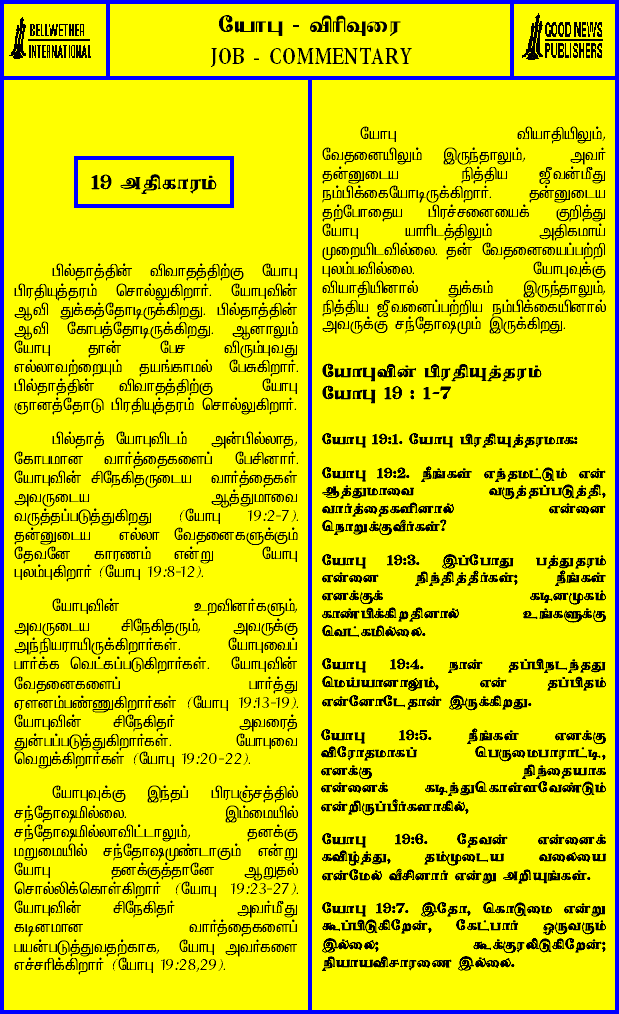 BELLWETHER
INTERNATIONAL
யோபு - விரிவுரை
JOB - COMMENTARY
GOOD NEWS
PUBLISHERS
19 அதிகாரம்
பில்தாத்தின் விவாதத்திற்கு யோபு
பிரதியுத்தரம் சொல்லுகிறார். யோபுவின்
ஆவி துக்கத்தோடிருக்கிறது. பில்தாத்தின்
ஆவி கோபத்தோடிருக்கிறது. ஆனாலும்
யோபு தான் பேச விரும்புவது
எல்லாவற்றையும் தயங்காமல் பேசுகிறார்.
பில்தாத்தின் விவாதத்திற்கு யோபு
ஞானத்தோடு பிரதியுத்தரம் சொல்லுகிறார்.
பில்தாத் யோபுவிடம் அன்பில்லாத,
கோபமான வார்த்தைகளைப் பேசினார்.
யோபுவின் சிநேகிதருடைய வார்த்தைகள்
அவருடைய ஆத்துமாவை
வருத்தப்படுத்துகிறது (யோபு 19:2-7).
தன்னுடைய எல்லா வேதனைகளுக்கும்
தேவனே காரணம் என்று யோபு
புலம்புகிறார் (யோபு 19:8-12).
யோபுவின் உறவினர்களும்,
அவருடைய சிநேகிதரும், அவருக்கு
அந்நியராயிருக்கிறார்கள். யோபுவைப்
பார்க்க வெட்கப்படுகிறார்கள். யோபுவின்
வேதனைகளைப் பார்த்து
ஏளனம்பண்ணுகிறார்கள் (யோபு 19:13-19).
யோபுவின் சிநேகிதர் அவரைத்
துன்பப்படுத்துகிறார்கள். யோபுவை
வெறுக்கிறார்கள் (யோபு 19:20-22).
யோபுவுக்கு இந்தப் பிரபஞ்சத்தில்
சந்தோஷமில்லை. இம்மையில்
சந்தோஷமில்லாவிட்டாலும், தனக்கு
மறுமையில் சந்தோஷமுண்டாகும் என்று
யோபு தனக்குத்தானே ஆறுதல்
சொல்லிக்கொள்கிறார் (யோபு 19:23-27).
யோபுவின் சிநேகிதர் அவர்மீது
கடினமான வார்த்தைகளைப்
பயன்படுத்துவதற்காக, யோபு அவர்களை
எச்சரிக்கிறார் (யோபு 19:28,29).
யோபு வியாதியிலும்,
வேதனையிலும் இருந்தாலும், அவர்
தன்னுடைய நித்திய ஜீவன்மீது
நம்பிக்கையோடிருக்கிறார். தன்னுடைய
தற்போதைய பிரச்சனையைக் குறித்து
யோபு யாரிடத்திலும் அதிகமாய்
முறையிடவில்லை. தன் வேதனையைப்பற்றி
புலம்பவில்லை. யோபுவுக்கு
வியாதியினால் துக்கம் இருந்தாலும்,
நித்திய ஜீவனைப்பற்றிய நம்பிக்கையினால்
அவருக்கு சந்தோஷமும் இருக்கிறது.
யோபுவின் பிரதியுத்தரம்
யோபு 19 : 1-7
யோபு 19:1. யோபு பிரதியுத்தரமாக:
யோபு 19:2. நீங்கள் எந்தமட்டும் என்
ஆத்துமாவை வருத்தப்படுத்தி,
வார்த்தைகளினால் என்னை
நொறுக்குவீர்கள்?
யோபு 19:3. இப்போது பத்துதரம்
என்னை நிந்தித்தீர்கள்; நீங்கள்
எனக்குக் கடினமுகம்
காண்பிக்கிறதினால் உங்களுக்கு
வெட்கமில்லை.
யோபு 19:4. நான் தப்பிநடந்தது
மெய்யானாலும், என் தப்பிதம்
என்னோடேதான் இருக்கிறது.
யோபு 19:5. நீங்கள் எனக்கு
விரோதமாகப் பெருமைபாராட்டி,
எனக்கு நிந்தையாக
என்னைக் கடிந்துகொள்ளவேண்டும்
என்றிருப்பீர்களாகில்,
யோபு 19:6. தேவன் என்னைக்
கவிழ்த்து, தம்முடைய வலையை
என்மேல் வீசினார் என்று அறியுங்கள்.
யோபு 19:7. இதோ, கொடுமை என்று
கூப்பிடுகிறேன், கேட்பார் ஒருவரும்
இல்லை; கூக்குரலிடுகிறேன்;
நியாயவிசாரணை இல்லை.